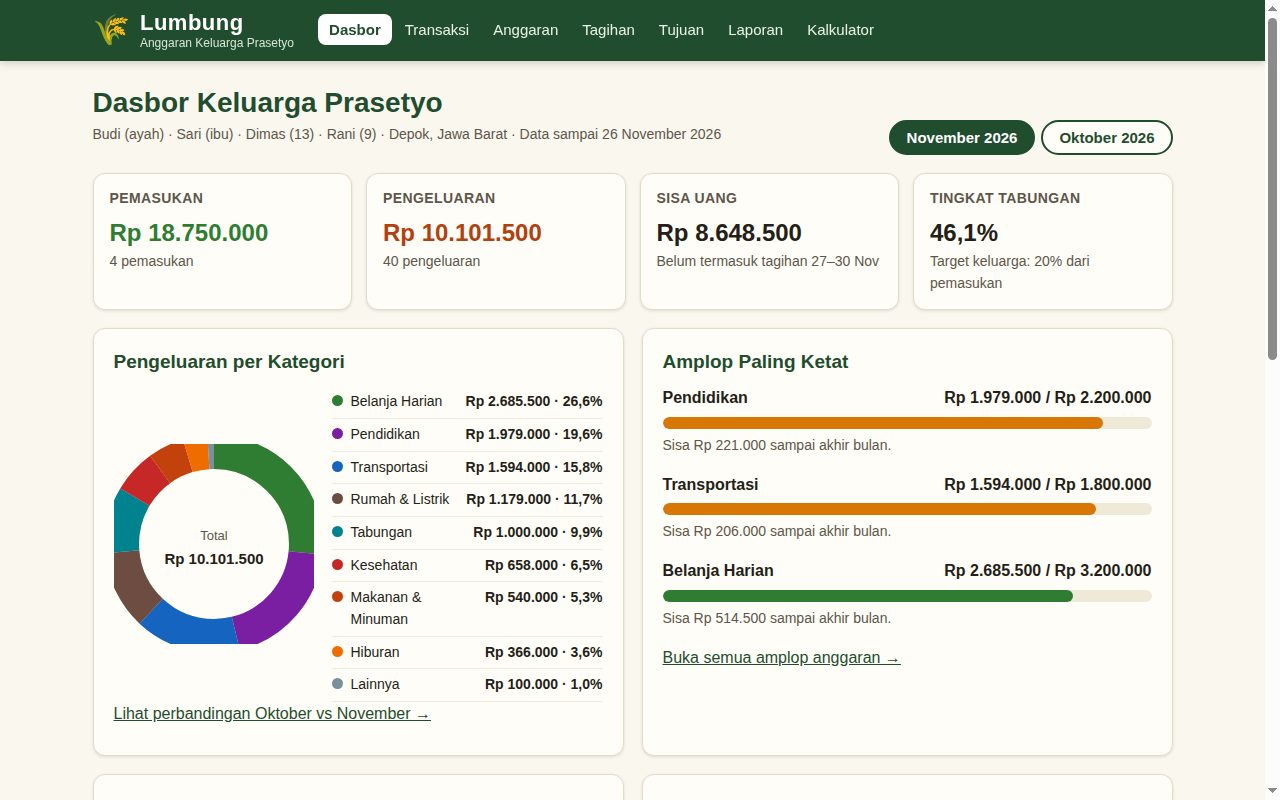 Lumbung
Anggaran Keluarga Prasetyo
Dasbor
Transaksi
Anggaran
Tagihan
Tujuan
Laporan
Kalkulator
Dasbor Keluarga Prasetyo
Budi (ayah) · Sari (ibu) · Dimas (13) · Rani (9) · Depok, Jawa Barat · Data sampai 26 November 2026
November 2026
Oktober 2026
PEMASUKAN
Rp 18.750.000
4 pemasukan
PENGELUARAN
Rp 10.101.500
40 pengeluaran
SISA UANG
Rp 8.648.500
Belum termasuk tagihan 27–30 Nov
TINGKAT TABUNGAN
46,1%
Target keluarga: 20% dari
pemasukan
Pengeluaran per Kategori
Total
Rp 10.101.500
Belanja Harian Rp 2.685.500 · 26,6%
Pendidikan Rp 1.979.000 · 19,6%
Transportasi Rp 1.594.000 · 15,8%
Rumah & Listrik Rp 1.179.000 · 11,7%
Tabungan Rp 1.000.000 · 9,9%
Kesehatan Rp 658.000 · 6,5%
Makanan & Rp 540.000 · 5,3%
Minuman
Hiburan Rp 366.000 · 3,6%
Lainnya Rp 100.000 · 1,0%
Lihat perbandingan Oktober vs November →
Amplop Paling Ketat
Pendidikan Rp 1.979.000 / Rp 2.200.000
Sisa Rp 221.000 sampai akhir bulan.
Transportasi Rp 1.594.000 / Rp 1.800.000
Sisa Rp 206.000 sampai akhir bulan.
Belanja Harian Rp 2.685.500 / Rp 3.200.000
Sisa Rp 514.500 sampai akhir bulan.
Buka semua amplop anggaran →